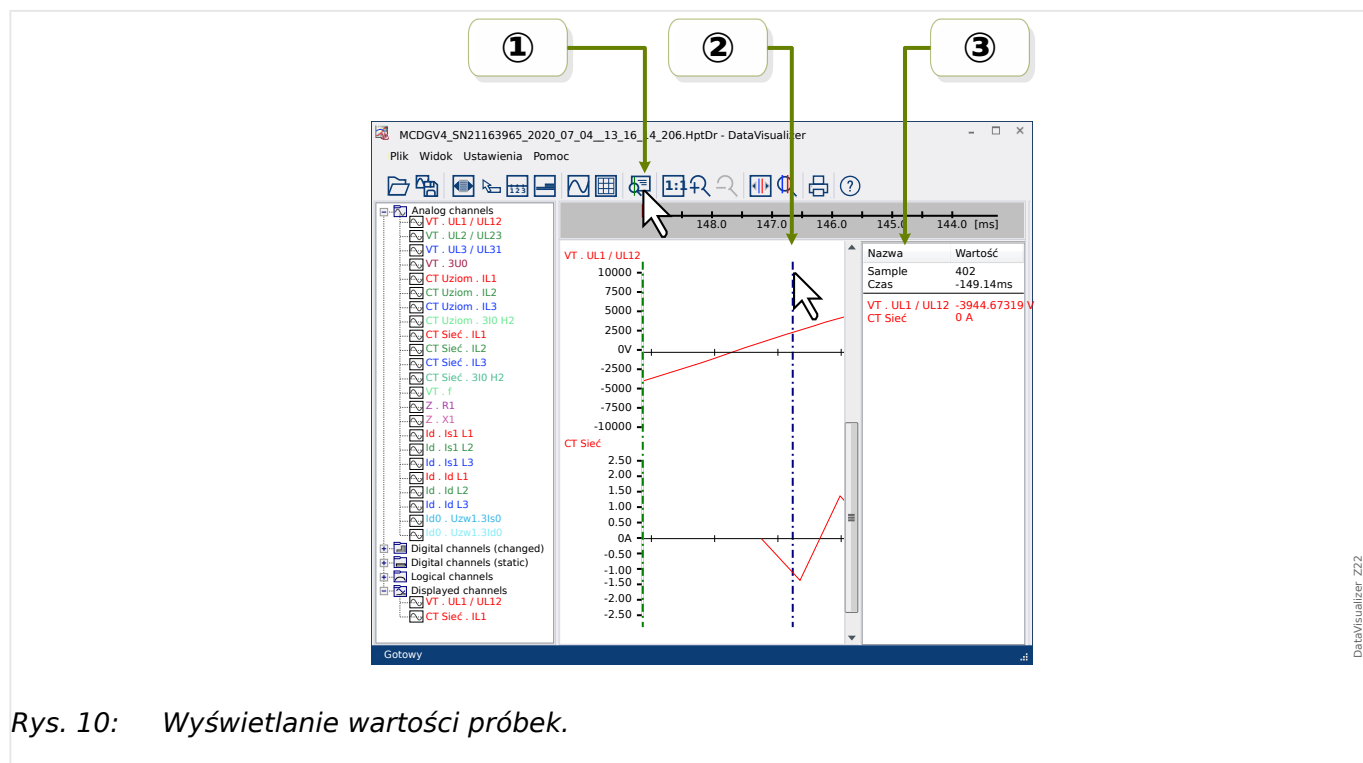 ① ② ③
MCDGV4_SN21163965_2020_07_04__13_16_14_206.HptDr - DataVisualizer
Plik Widok Ustawienia Pomoc
123 1:1 ?
Analog channels
VT . UL1 / UL12
VT . UL2 / UL23
VT . UL3 / UL31
VT . 3U0
CT Uziom . IL1
CT Uziom . IL2
CT Uziom . IL3
CT Uziom . 3I0 H2
CT Sieć . IL1
CT Sieć . IL2
CT Sieć . IL3
CT Sieć . 3I0 H2
VT . f
Z . R1
Z . X1
Id . Is1 L1
Id . Is1 L2
Id . Is1 L3
Id . Id L1
Id . Id L2
Id . Id L3
Id0 . Uzw1.3Is0
Id0 . Uzw1.3Id0
Digital channels (changed)
Digital channels (static)
Logical channels
Displayed channels
VT . UL1 / UL12
CT Sieć . IL1
148.0 147.0 146.0 145.0 144.0 [ms]
VT . UL1 / UL12
10000
7500
5000
2500
0V
-2500
-5000
-7500
-10000
CT Sieć
2.50
2.00
1.50
1.00
0.50
0A
-0.50
-1.00
-1.50
-2.00
-2.50
Nazwa Wartość
Sample 402
Czas -149.14ms
VT . UL1 / UL12 -3944.67319 V
CT Sieć 0 A
Gotowy
DataVisualizer_Z22
Rys. 10: Wyświetlanie wartości próbek.